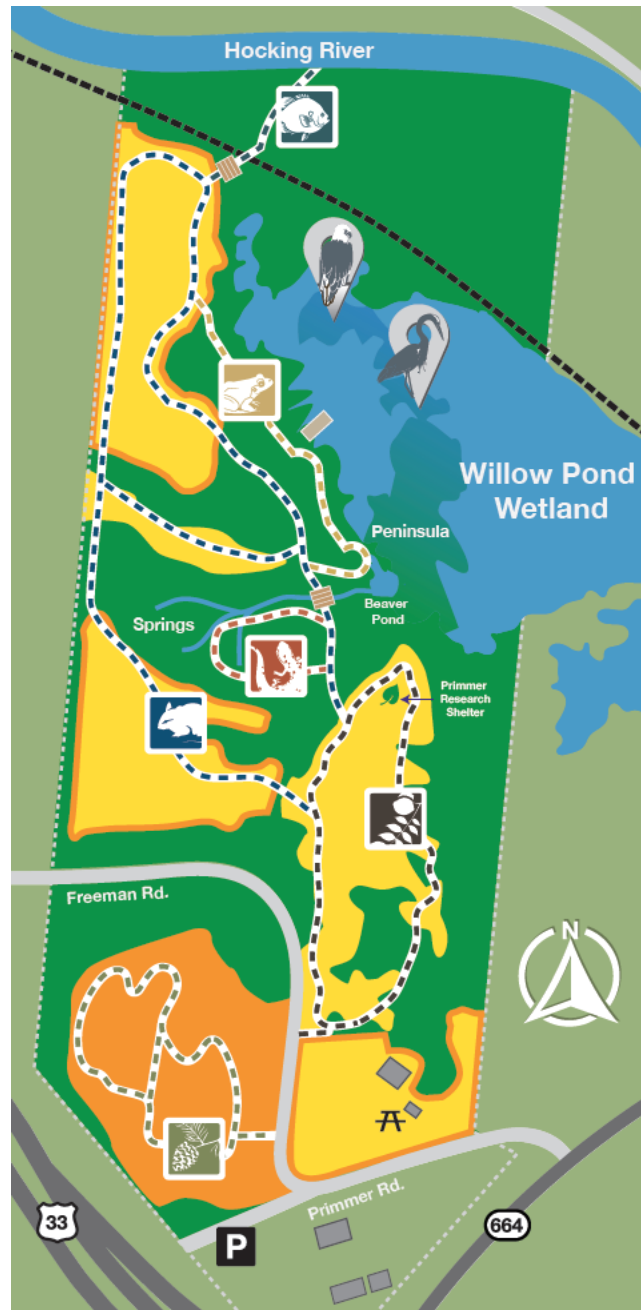 Hocking River
Willow Pond
Wetland
Peninsula
Beaver
Pond
Springs
Primmer
Research
Shelter
Freeman Rd.
N
Primmer Rd.
33
664
P